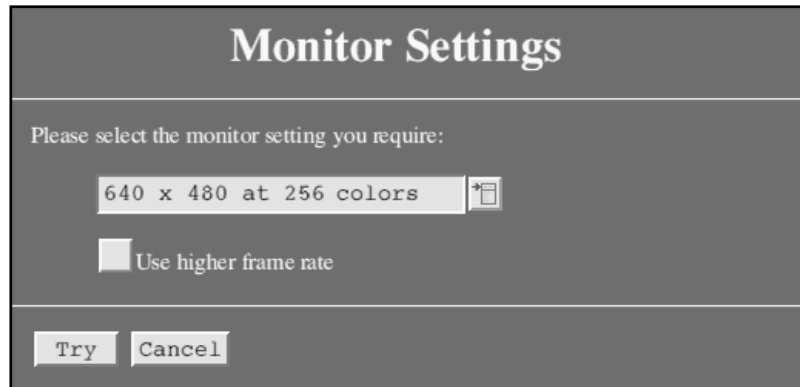 Monitor Settings
Please select the monitor setting you require:
640 x 480 at 256 colors
Use higher frame rate
Try Cancel